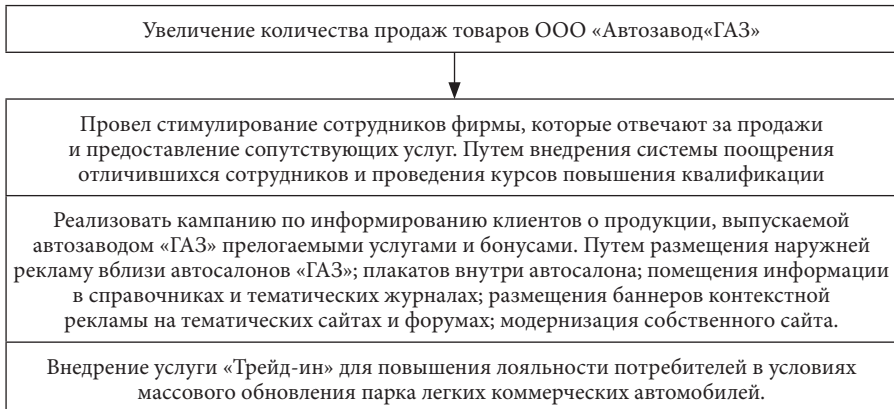 Увеличение количества продаж товаров ООО «Автозавод«ГАЗ»
Провел стимулирование сотрудников фирмы, которые отвечают за продажи
и предоставление сопутствующих услуг. Путем внедрения системы поощрения
отличившихся сотрудников и проведения курсов повышения квалификации
Реализовать кампанию по информированию клиентов о продукции, выпускаемой
автозаводом «ГАЗ» прелогаемыми услугами и бонусами. Путем размещения наружней
рекламу вблизи автосалонов «ГАЗ»; плакатов внутри автосалона; помещения информации
в справочниках и тематических журналах; размещения баннеров контекстной
рекламы на тематических сайтах и форумах; модернизация собственного сайта.
Внедрение услуги «Трейд-ин» для повышения лояльности потребителей в условиях
массового обновления парка легких коммерческих автомобилей.